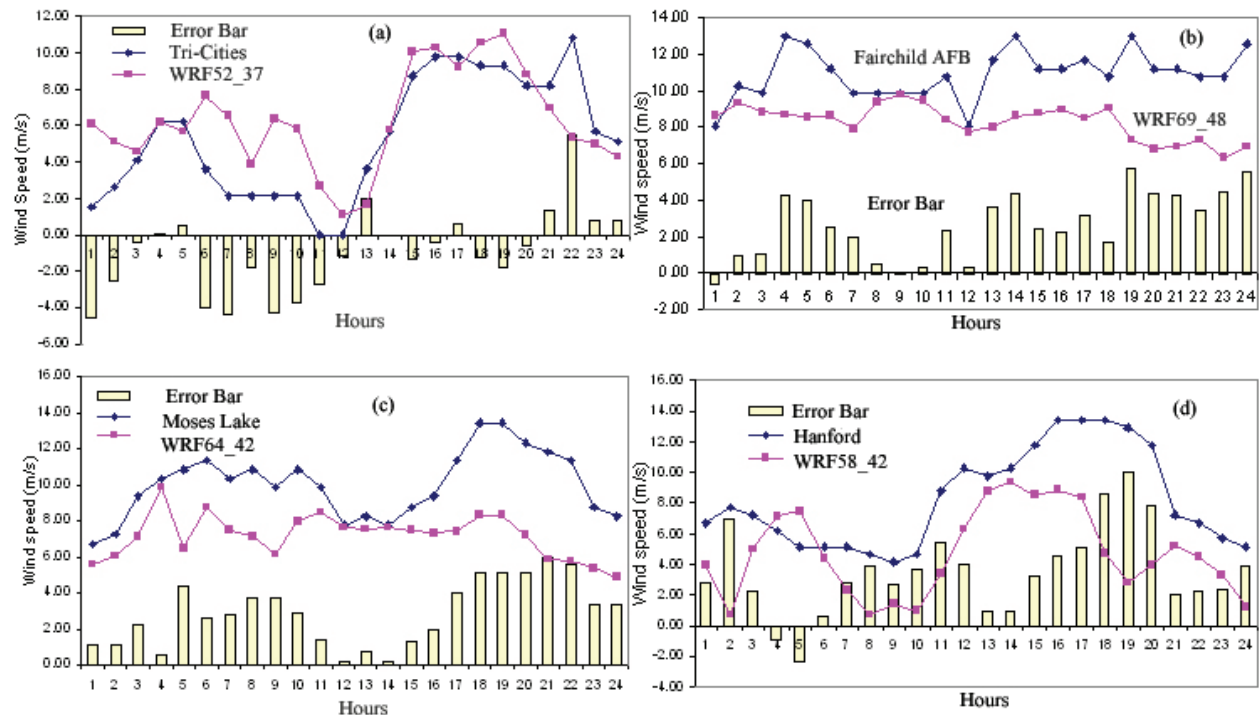 12.00
10.00
8.00
6.00
4.00
2.00
0.00
-2.00
-4.00
-6.00
Wind Speed (m/s)
Error Bar
Tri-Cities
WRF52_37
(a)
1 2 3 4 5 6 7 8 9 10 11 12 13 14 15 16 17 18 19 20 21 22 23 24
Hours
14.00
12.00
10.00
8.00
6.00
4.00
2.00
0.00
-2.00
Wind speed (m/s)
(b)
Fairchild AFB
WRF69_48
Error Bar
1 2 3 4 5 6 7 8 9 10 11 12 13 14 15 16 17 18 19 20 21 22 23 24
Hours
16.00
14.00
12.00
10.00
8.00
6.00
4.00
2.00
0.00
Wind speed (m/s)
Error Bar
Moses Lake
WRF64_42
(c)
1 2 3 4 5 6 7 8 9 10 11 12 13 14 15 16 17 18 19 20 21 22 23 24
Hours
16.00
14.00
12.00
10.00
8.00
6.00
4.00
2.00
0.00
-2.00
-4.00
Wind speed (m/s)
Error Bar
Hanford
WRF58_42
(d)
1 2 3 4 5 6 7 8 9 10 11 12 13 14 15 16 17 18 19 20 21 22 23 24
Hours